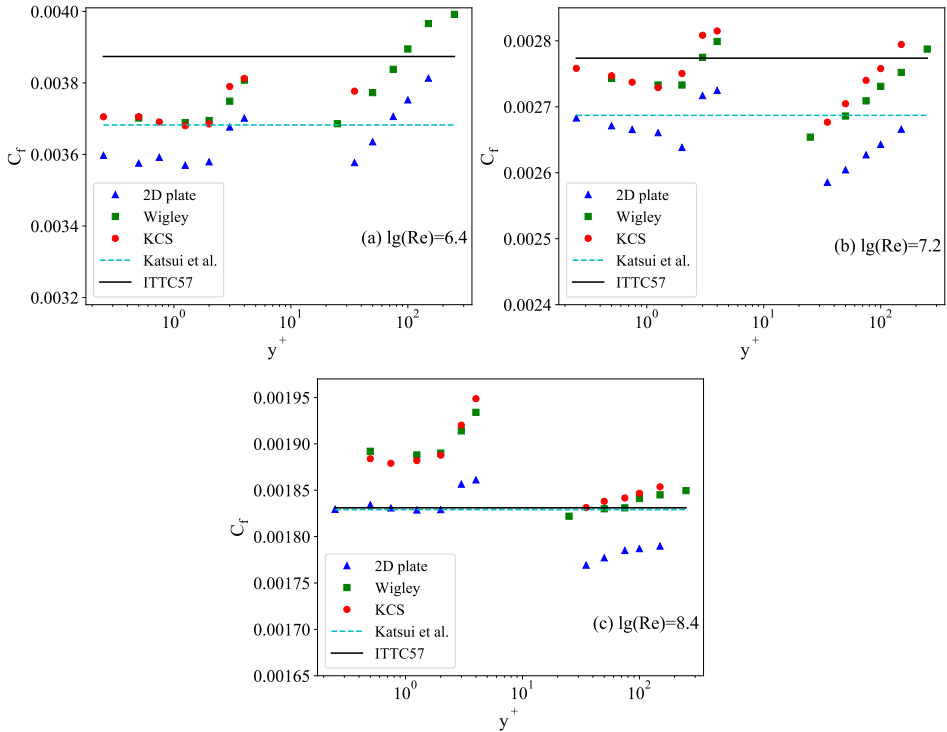 0.0040
0.0038
0.0036
0.0034
0.0032
C_f
2D plate
Wigley
KCS
Katsui et al.
ITTC57
(a) lg(Re)=6.4
10^0 10^1 10^2
y^+
0.0028
0.0027
0.0026
0.0025
0.0024
C_f
2D plate
Wigley
KCS
Katsui et al.
ITTC57
(b) lg(Re)=7.2
10^0 10^1 10^2
y^+
0.00195
0.00190
0.00185
0.00180
0.00175
0.00170
0.00165
C_f
2D plate
Wigley
KCS
Katsui et al.
ITTC57
(c) lg(Re)=8.4
10^0 10^1 10^2
y^+